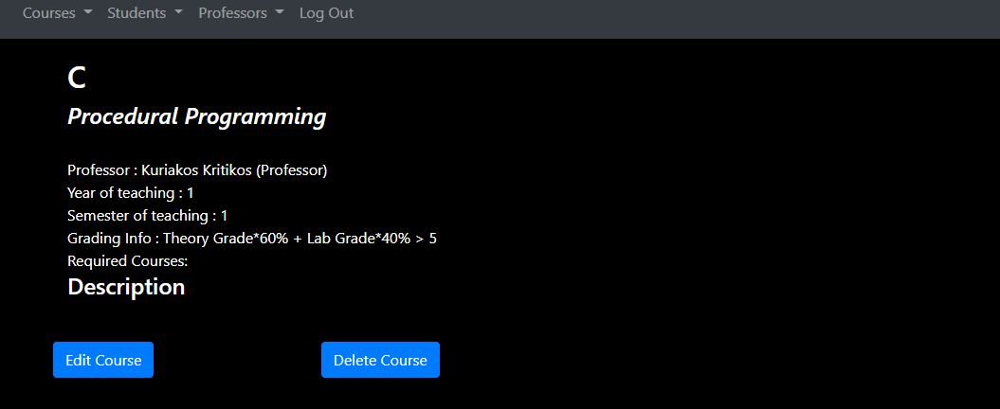 Courses Students Professors Log Out
C
Procedural Programming
Professor : Kuriakos Kritikos (Professor)
Year of teaching : 1
Semester of teaching : 1
Grading Info : Theory Grade*60% + Lab Grade*40% > 5
Required Courses:
Description
Edit Course Delete Course